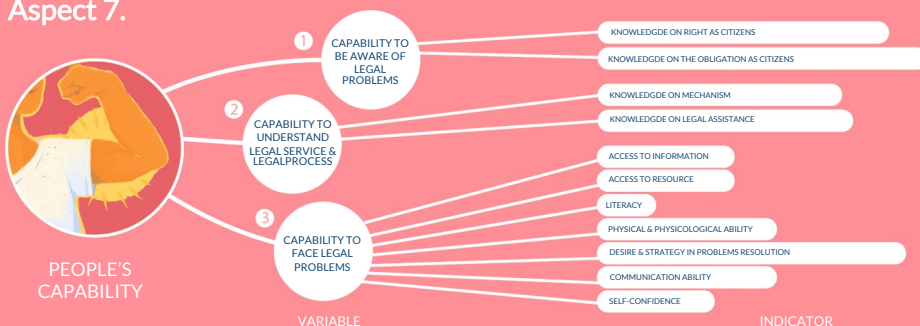 Aspect 7.
1
CAPABILITY TO
BE AWARE OF
LEGAL
PROBLEMS
KNOWLEDGDE ON RIGHT AS CITIZENS
KNOWLEDGDE ON THE OBLIGATION AS CITIZENS
2
CAPABILITY TO
UNDERSTAND
LEGAL SERVICE &
LEGALPROCESS
KNOWLEDGDE ON MECHANISM
KNOWLEDGDE ON LEGAL ASSISTANCE
3
CAPABILITY TO
FACE LEGAL
PROBLEMS
ACCESS TO INFORMATION
ACCESS TO RESOURCE
LITERACY
PHYSICAL & PHYSICOLOGICAL ABILITY
DESIRE & STRATEGY IN PROBLEMS RESOLUTION
COMMUNICATION ABILITY
SELF-CONFIDENCE
PEOPLE'S
CAPABILITY
VARIABLE
INDICATOR